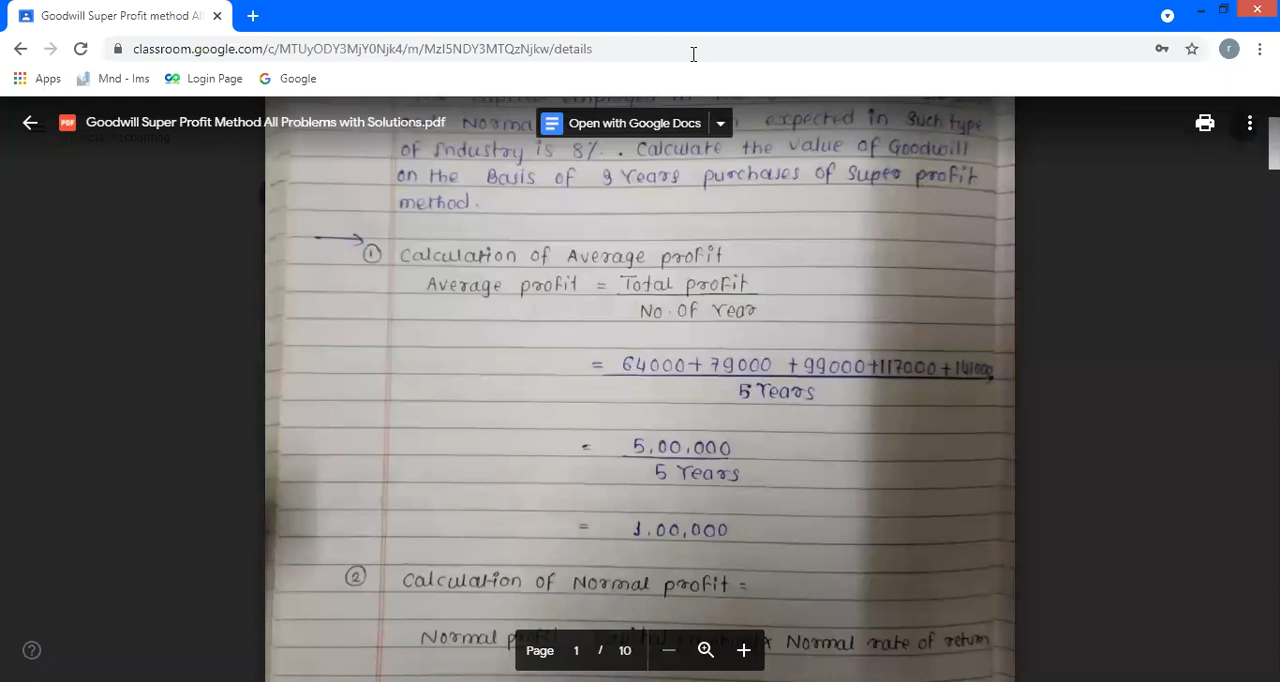 Goodwill Super Profit method All
classroom.google.com/c/MTUyODY3MjY0Njk4/m/MzI5NDY3MTQzNjkw/details
Apps Mnd - Ims Login Page Google
Goodwill Super Profit Method All Problems with Solutions.pdf Open with Google Docs
Normal expected in such type
of Industry is 8%. Calculate the value of Goodwill
on the Basis of 3 Years purchases of super profit
method.
① Calculation of Average profit
Average profit = Total profit
No. of Year
= 64000+ 79000 +99000+117000+141000
5 Years
= 5,00,000
5 Years
= 1,00,000
② Calculation of Normal profit =
Normal x Normal rate of return
Page 1 / 10